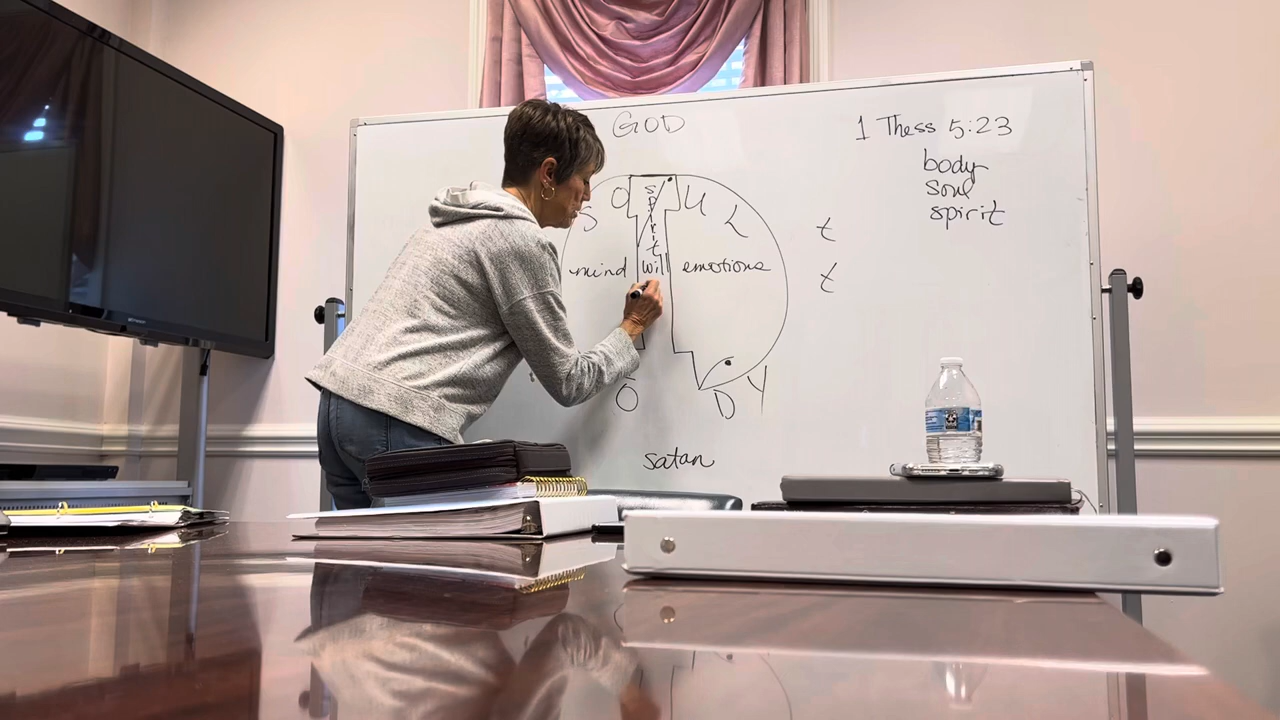 GOD
1 Thess 5:23
body
soul
spirit
S O U L
spirit
mind will emotions
t
t
O D Y
satan